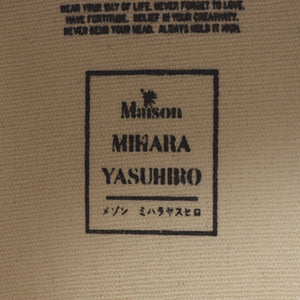 WEAR YOUR WAY OF LIFE. NEVER FORGET TO LOVE.
HAVE FORTITUDE. BELIEF IN YOUR CREATIVITY.
NEVER BEND YOUR HEAD. ALWAYS HOLD IT HIGH.
Maison
MIHARA
YASUHIRO
メゾン ミハラヤスヒロ